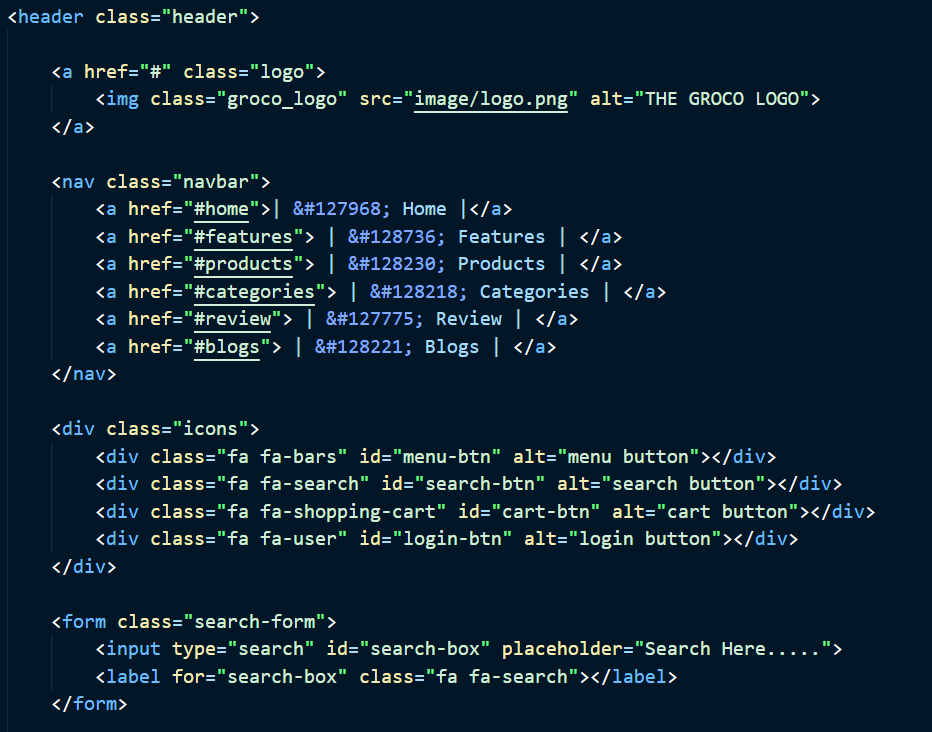 <header class="header">
<a href="#" class="logo">
<img class="groco_logo" src="image/logo.png" alt="THE GROCO LOGO">
</a>
<nav class="navbar">
<a href="#home">| &#127968; Home |</a>
<a href="#features"> | &#128736; Features | </a>
<a href="#products"> | &#128230; Products | </a>
<a href="#categories"> | &#128218; Categories | </a>
<a href="#review"> | &#127775; Review | </a>
<a href="#blogs"> | &#128221; Blogs | </a>
</nav>
<div class="icons">
<div class="fa fa-bars" id="menu-btn" alt="menu button"></div>
<div class="fa fa-search" id="search-btn" alt="search button"></div>
<div class="fa fa-shopping-cart" id="cart-btn" alt="cart button"></div>
<div class="fa fa-user" id="login-btn" alt="login button"></div>
</div>
<form class="search-form">
<input type="search" id="search-box" placeholder="Search Here.....">
<label for="search-box" class="fa fa-search"></label>
</form>